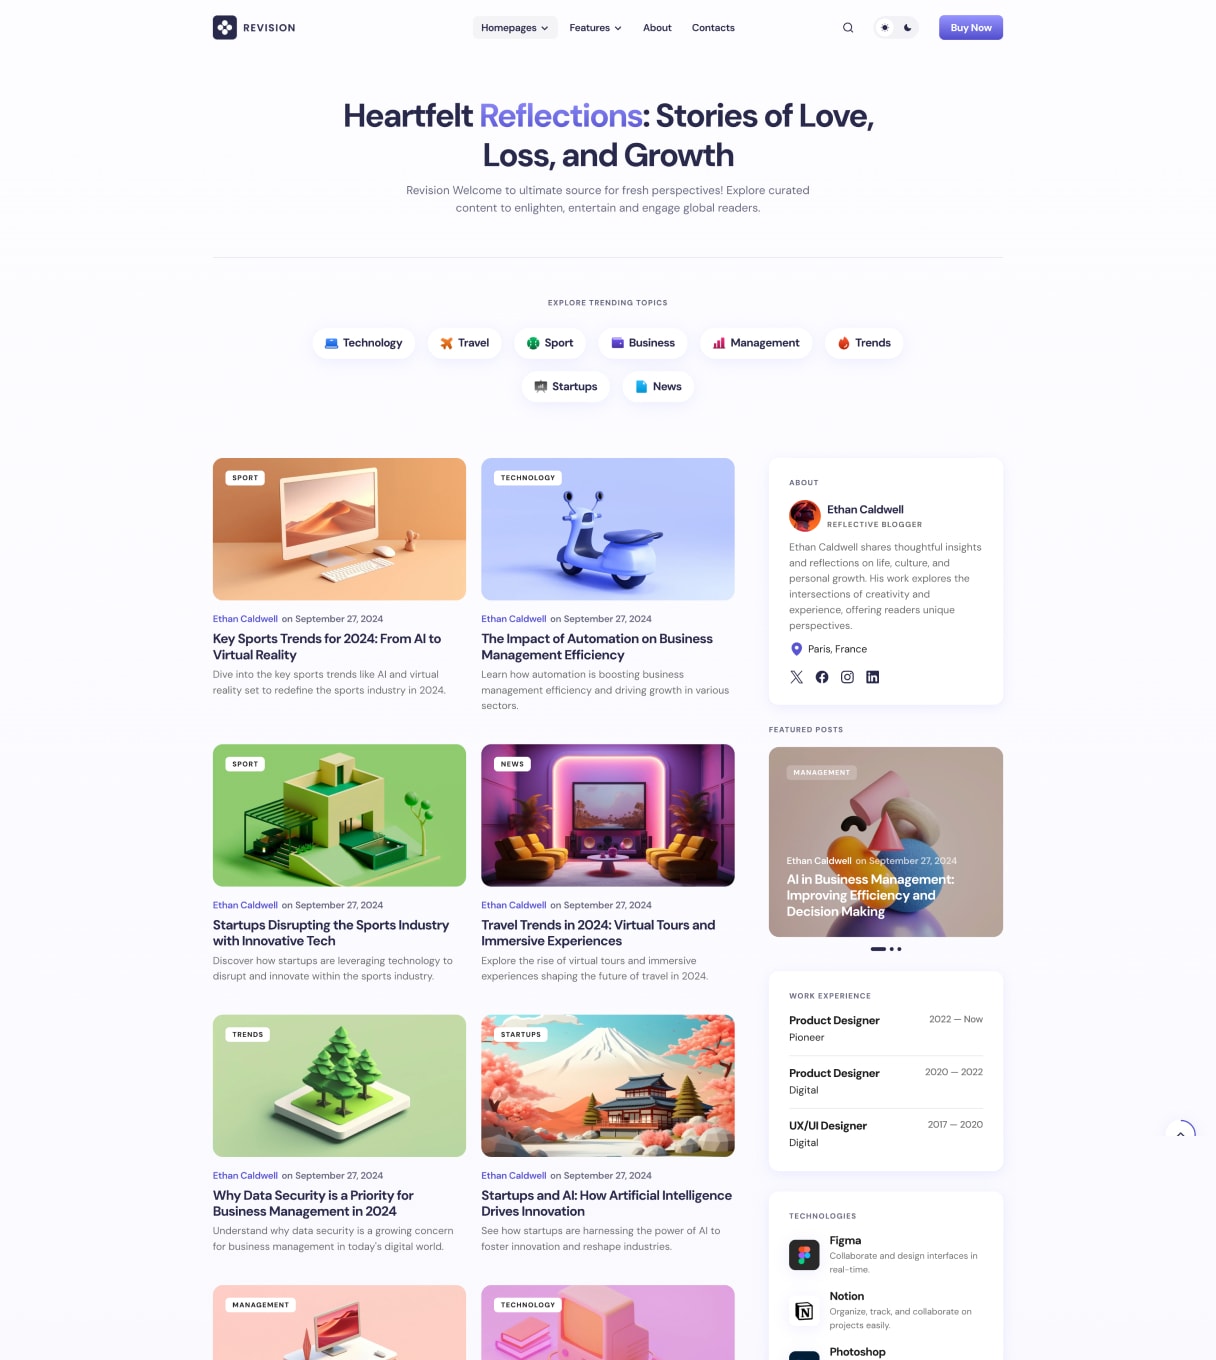 REVISION
Homepages
Features
About
Contacts
Buy Now
Heartfelt Reflections: Stories of Love,
Loss, and Growth
Revision Welcome to ultimate source for fresh perspectives! Explore curated
content to enlighten, entertain and engage global readers.
EXPLORE TRENDING TOPICS
Technology
Travel
Sport
Business
Management
Trends
Startups
News
SPORT
Ethan Caldwell on September 27, 2024
Key Sports Trends for 2024: From AI to
Virtual Reality
Dive into the key sports trends like AI and virtual
reality set to redefine the sports industry in 2024.
TECHNOLOGY
Ethan Caldwell on September 27, 2024
The Impact of Automation on Business
Management Efficiency
Learn how automation is boosting business
management efficiency and driving growth in various
sectors.
SPORT
Ethan Caldwell on September 27, 2024
Startups Disrupting the Sports Industry
with Innovative Tech
Discover how startups are leveraging technology to
disrupt and innovate within the sports industry.
NEWS
Ethan Caldwell on September 27, 2024
Travel Trends in 2024: Virtual Tours and
Immersive Experiences
Explore the rise of virtual tours and immersive
experiences shaping the future of travel in 2024.
TRENDS
Ethan Caldwell on September 27, 2024
Why Data Security is a Priority for
Business Management in 2024
Understand why data security is a growing concern
for business management in today's digital world.
STARTUPS
Ethan Caldwell on September 27, 2024
Startups and AI: How Artificial Intelligence
Drives Innovation
See how startups are harnessing the power of AI to
foster innovation and reshape industries.
MANAGEMENT
TECHNOLOGY
ABOUT
Ethan Caldwell
REFLECTIVE BLOGGER
Ethan Caldwell shares thoughtful insights
and reflections on life, culture, and
personal growth. His work explores the
intersections of creativity and
experience, offering readers unique
perspectives.
Paris, France
FEATURED POSTS
MANAGEMENT
Ethan Caldwell on September 27, 2024
AI in Business Management:
Improving Efficiency and
Decision Making
WORK EXPERIENCE
Product Designer
2022 — Now
Pioneer
Product Designer
2020 — 2022
Digital
UX/UI Designer
2017 — 2020
Digital
TECHNOLOGIES
Figma
Collaborate and design interfaces in
real-time.
Notion
Organize, track, and collaborate on
projects easily.
Photoshop